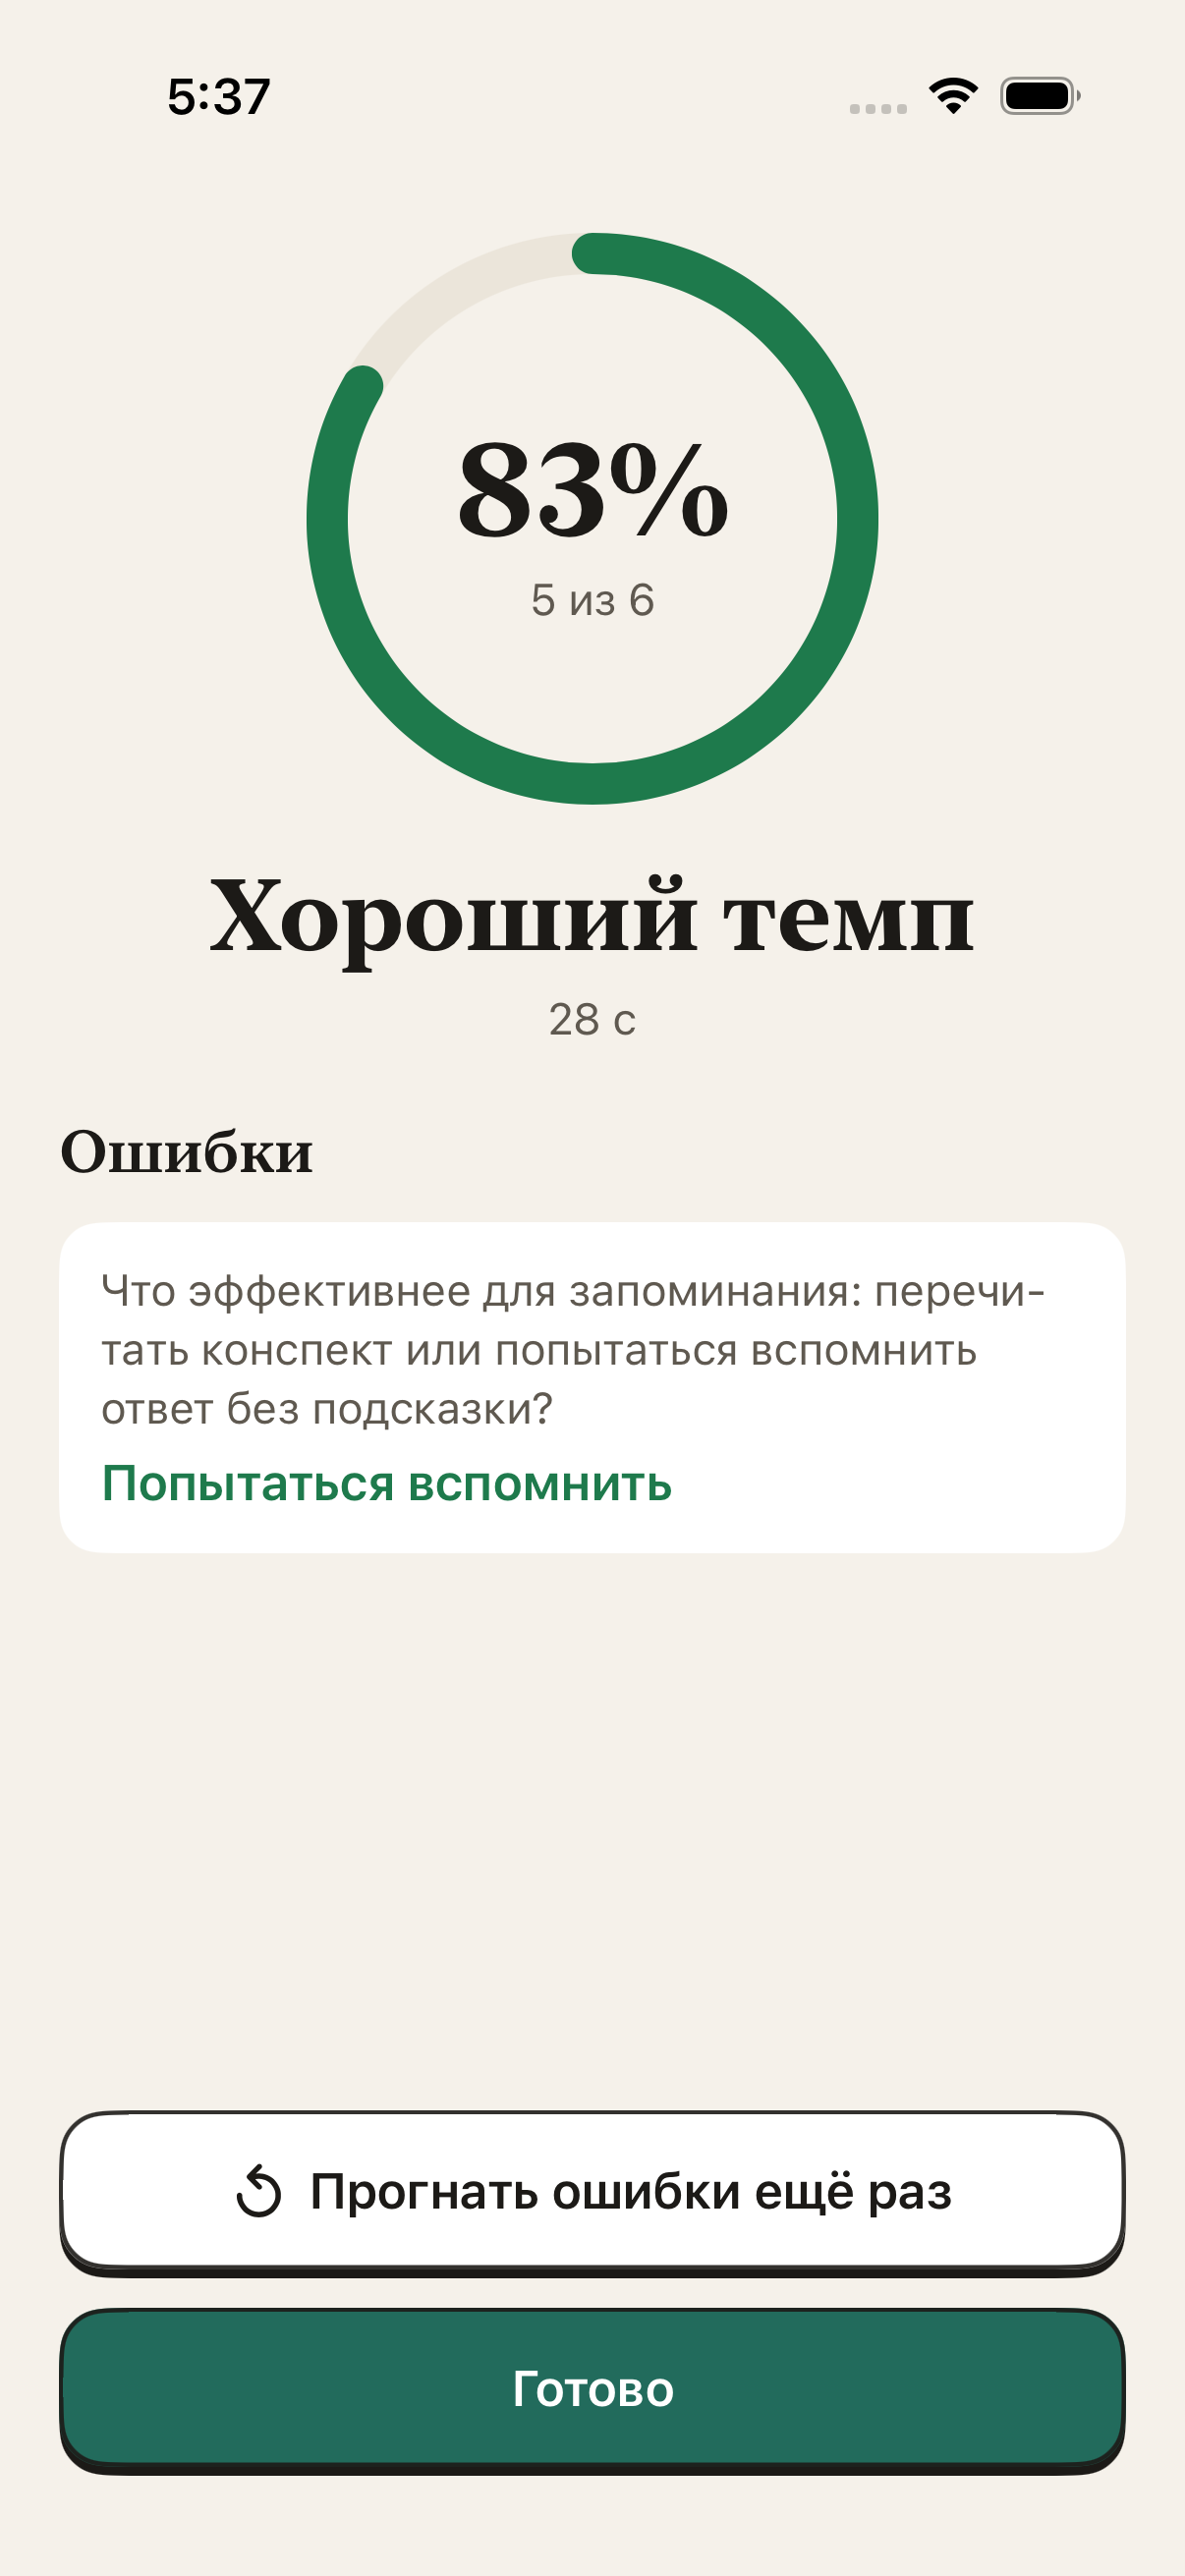 5:37
83%
5 из 6
Хороший темп
28 с
Ошибки
Что эффективнее для запоминания: перечи-
тать конспект или попытаться вспомнить
ответ без подсказки?
Попытаться вспомнить
Прогнать ошибки ещё раз
Готово